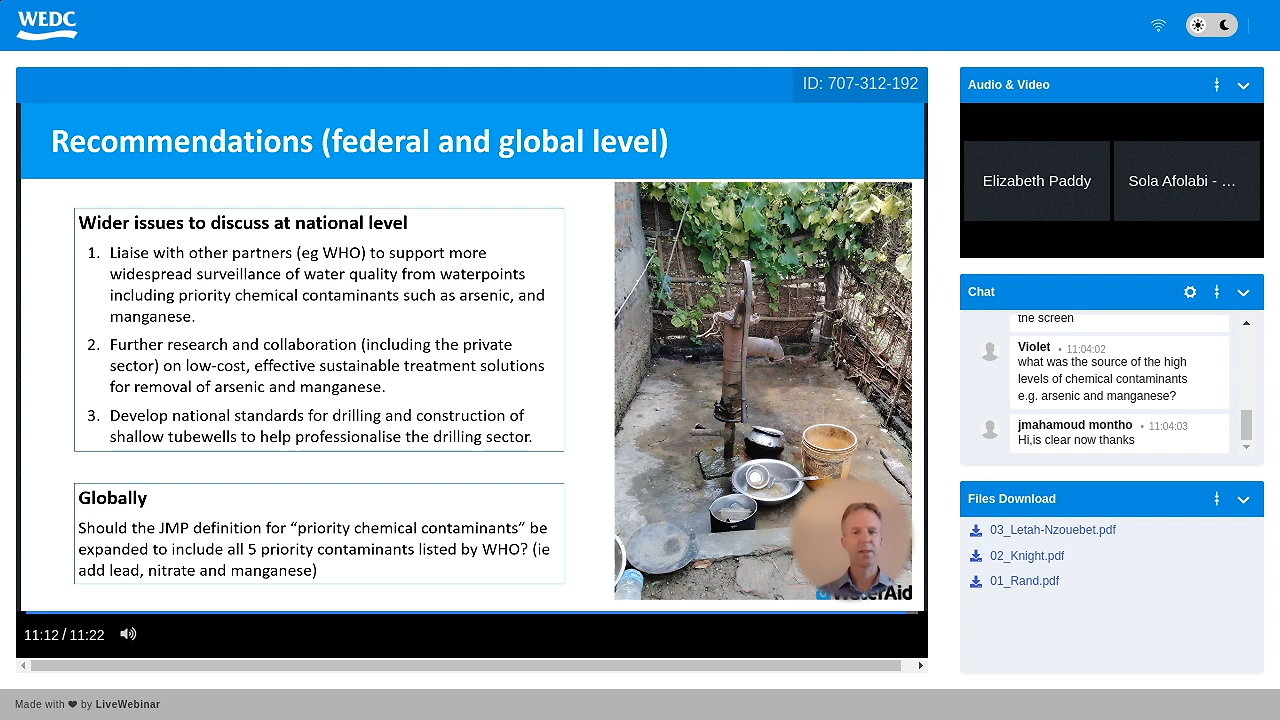 WEDC
ID: 707-312-192
Recommendations (federal and global level)
Wider issues to discuss at national level
1. Liaise with other partners (eg WHO) to support more
widespread surveillance of water quality from waterpoints
including priority chemical contaminants such as arsenic, and
manganese.
2. Further research and collaboration (including the private
sector) on low-cost, effective sustainable treatment solutions
for removal of arsenic and manganese.
3. Develop national standards for drilling and construction of
shallow tubewells to help professionalise the drilling sector.
Globally
Should the JMP definition for “priority chemical contaminants” be
expanded to include all 5 priority contaminants listed by WHO? (ie
add lead, nitrate and manganese)
WaterAid
11:12 / 11:22
Audio & Video
Elizabeth Paddy
Sola Afolabi - …
Chat
the screen
Violet • 11:04:02
what was the source of the high
levels of chemical contaminants
e.g. arsenic and manganese?
jmahamoud montho • 11:04:03
Hi,is clear now thanks
Files Download
03_Letah-Nzouebet.pdf
02_Knight.pdf
01_Rand.pdf
Made with ❤ by LiveWebinar